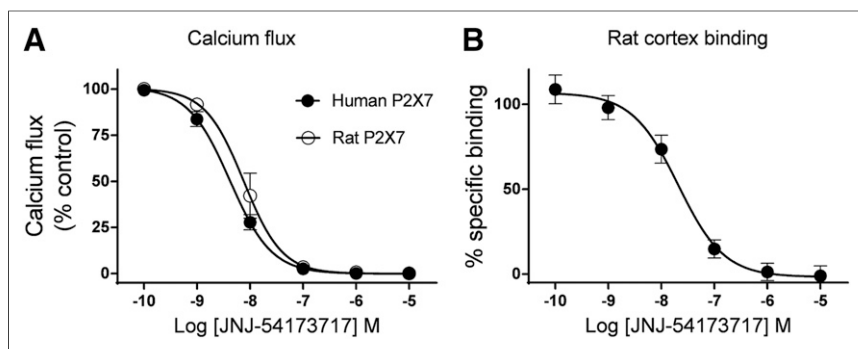 A
Calcium flux
Calcium flux
(% control)
100
75
50
25
0
Human P2X7
Rat P2X7
-10 -9 -8 -7 -6 -5
Log [JNJ-54173717] M
B
Rat cortex binding
% specific binding
100
50
0
-10 -9 -8 -7 -6 -5
Log [JNJ-54173717] M